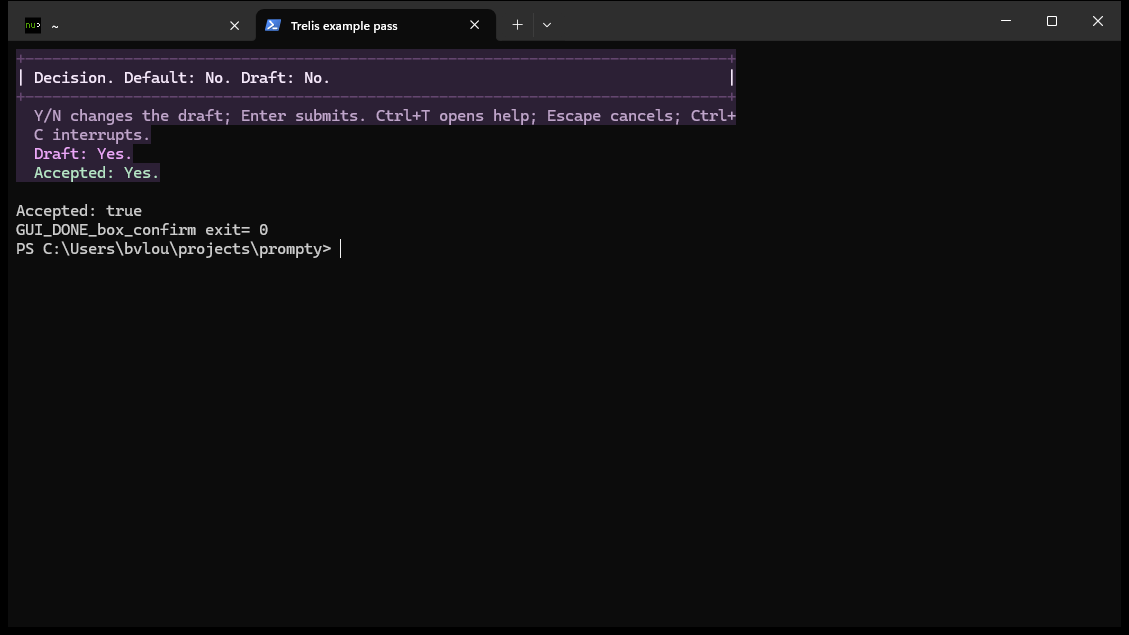 nu> ~
Trelis example pass
+------------------------------------------------------------------------------+
| Decision. Default: No. Draft: No. |
+------------------------------------------------------------------------------+
Y/N changes the draft; Enter submits. Ctrl+T opens help; Escape cancels; Ctrl+
C interrupts.
Draft: Yes.
Accepted: Yes.
Accepted: true
GUI_DONE_box_confirm exit= 0
PS C:\Users\bvlou\projects\prompty>